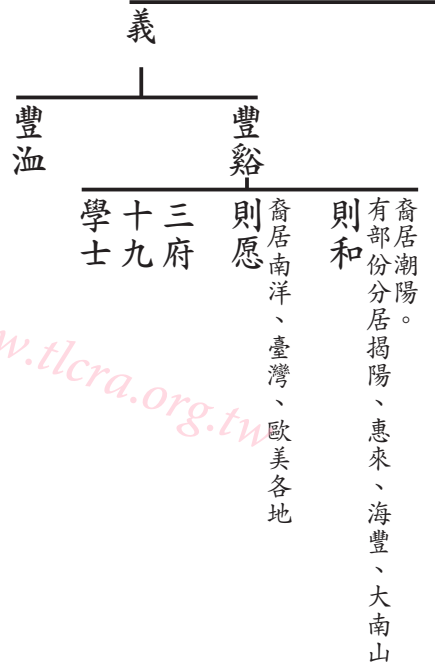 義
豐谿
豐洫
則和
裔居潮陽。
有部份分居揭陽、惠來、海豐、大南山
則愿
裔居南洋、臺灣、歐美各地
三府
十九
學士
w.tlcra.org.tw